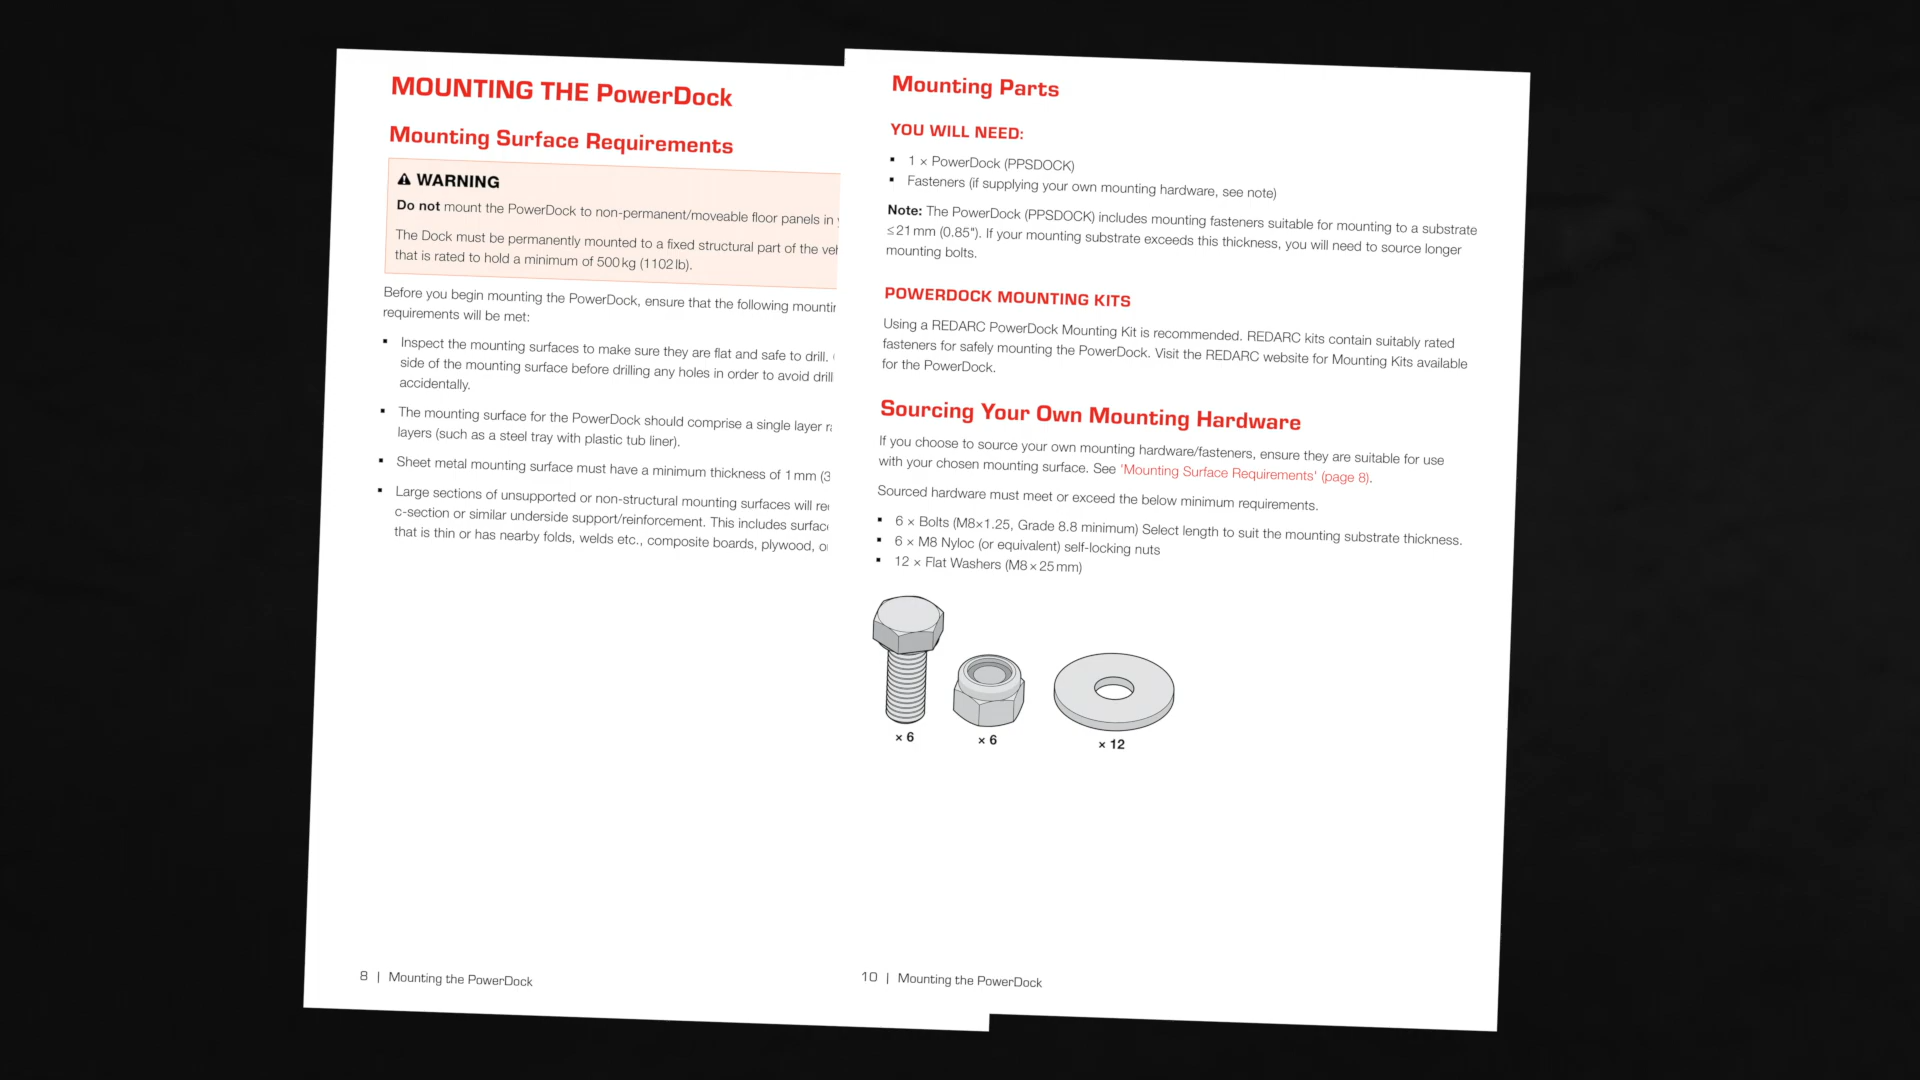 MOUNTING THE PowerDock
Mounting Surface Requirements
WARNING
Do not mount the PowerDock to non-permanent/moveable floor panels in
The Dock must be permanently mounted to a fixed structural part of the
that is rated to hold a minimum of 500 kg (1102 lb).
Before you begin mounting the PowerDock, ensure that the following
requirements will be met:
▪ Inspect the mounting surfaces to make sure they are flat and safe to drill.
side of the mounting surface before drilling any holes in order to avoid
accidentally.
▪ The mounting surface for the PowerDock should comprise a single layer
layers (such as a steel tray with plastic tub liner).
▪ Sheet metal mounting surface must have a minimum thickness of 1 mm
▪ Large sections of unsupported or non-structural mounting surfaces will
c-section or similar underside support/reinforcement. This includes
that is thin or has nearby folds, welds etc., composite boards, plywood,
8 | Mounting the PowerDock
Mounting Parts
YOU WILL NEED:
▪ 1 × PowerDock (PPSDOCK)
▪ Fasteners (if supplying your own mounting hardware, see note)
Note: The PowerDock (PPSDOCK) includes mounting fasteners suitable for mounting to a substrate
≤ 21 mm (0.85"). If your mounting substrate exceeds this thickness, you will need to source longer
mounting bolts.
POWERDOCK MOUNTING KITS
Using a REDARC PowerDock Mounting Kit is recommended. REDARC kits contain suitably rated
fasteners for safely mounting the PowerDock. Visit the REDARC website for Mounting Kits available
for the PowerDock.
Sourcing Your Own Mounting Hardware
If you choose to source your own mounting hardware/fasteners, ensure they are suitable for use
with your chosen mounting surface. See 'Mounting Surface Requirements' (page 8).
Sourced hardware must meet or exceed the below minimum requirements.
▪ 6 × Bolts (M8×1.25, Grade 8.8 minimum) Select length to suit the mounting substrate thickness.
▪ 6 × M8 Nyloc (or equivalent) self-locking nuts
▪ 12 × Flat Washers (M8 × 25 mm)
× 6
× 6
× 12
10 | Mounting the PowerDock